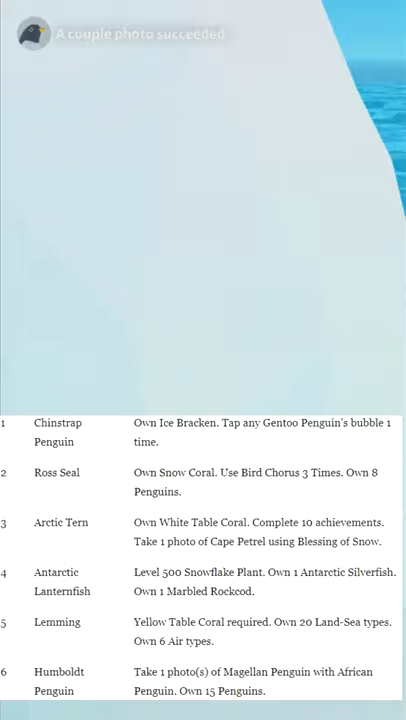 A couple photo succeeded
1 Chinstrap Penguin Own Ice Bracken. Tap any Gentoo Penguin's bubble 1 time.
2 Ross Seal Own Snow Coral. Use Bird Chorus 3 Times. Own 8 Penguins.
3 Arctic Tern Own White Table Coral. Complete 10 achievements. Take 1 photo of Cape Petrel using Blessing of Snow.
4 Antarctic Lanternfish Level 500 Snowflake Plant. Own 1 Antarctic Silverfish. Own 1 Marbled Rockcod.
5 Lemming Yellow Table Coral required. Own 20 Land-Sea types. Own 6 Air types.
6 Humboldt Penguin Take 1 photo(s) of Magellan Penguin with African Penguin. Own 15 Penguins.